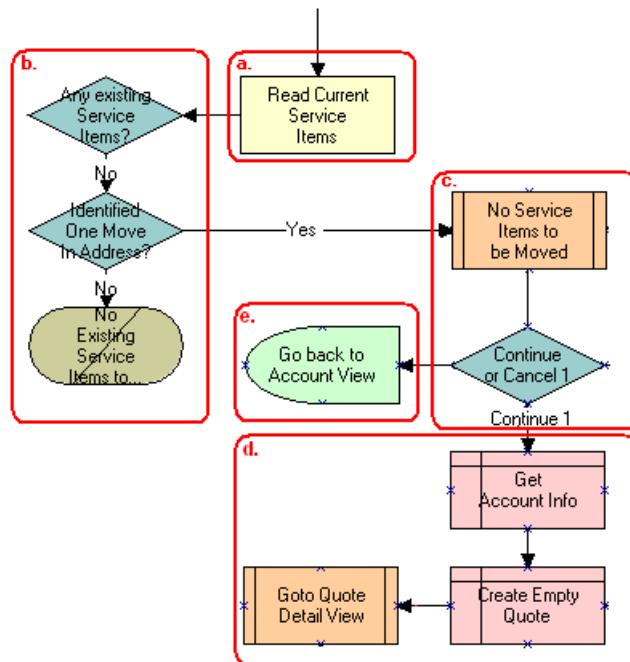 b.
a.
Any existing
Service
Items?
Read Current
Service
Items
No
c.
Identified
One Move
In Address?
Yes
No Service
Items to
be Moved
No
No
Existing
Service
Items to...
e.
Go back to
Account View
Continue
or Cancel 1
Continue 1
d.
Get
Account Info
Goto Quote
Detail View
Create Empty
Quote